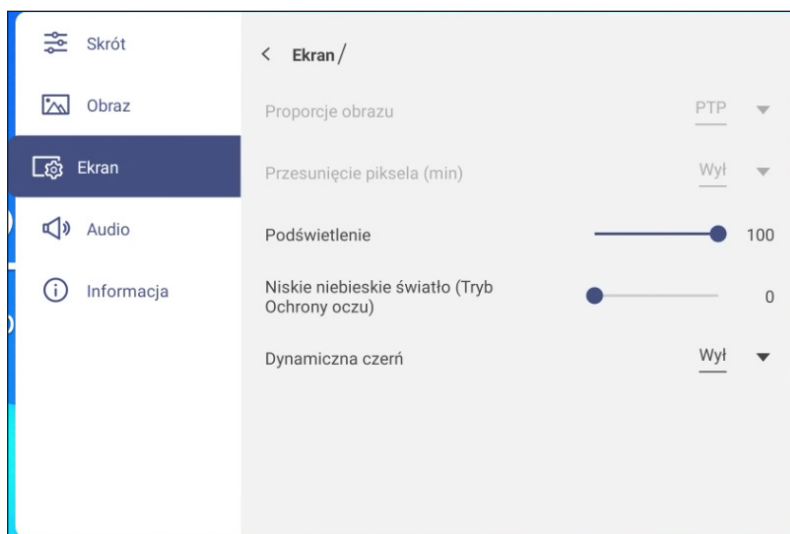 Skrót
Obraz
Ekran
Audio
Informacja
< Ekran/
Proporcje obrazu PTP
Przesunięcie piksela (min) Wył
Podświetlenie 100
Niskie niebieskie światło (Tryb
Ochrony oczu) 0
Dynamiczna czerń Wył